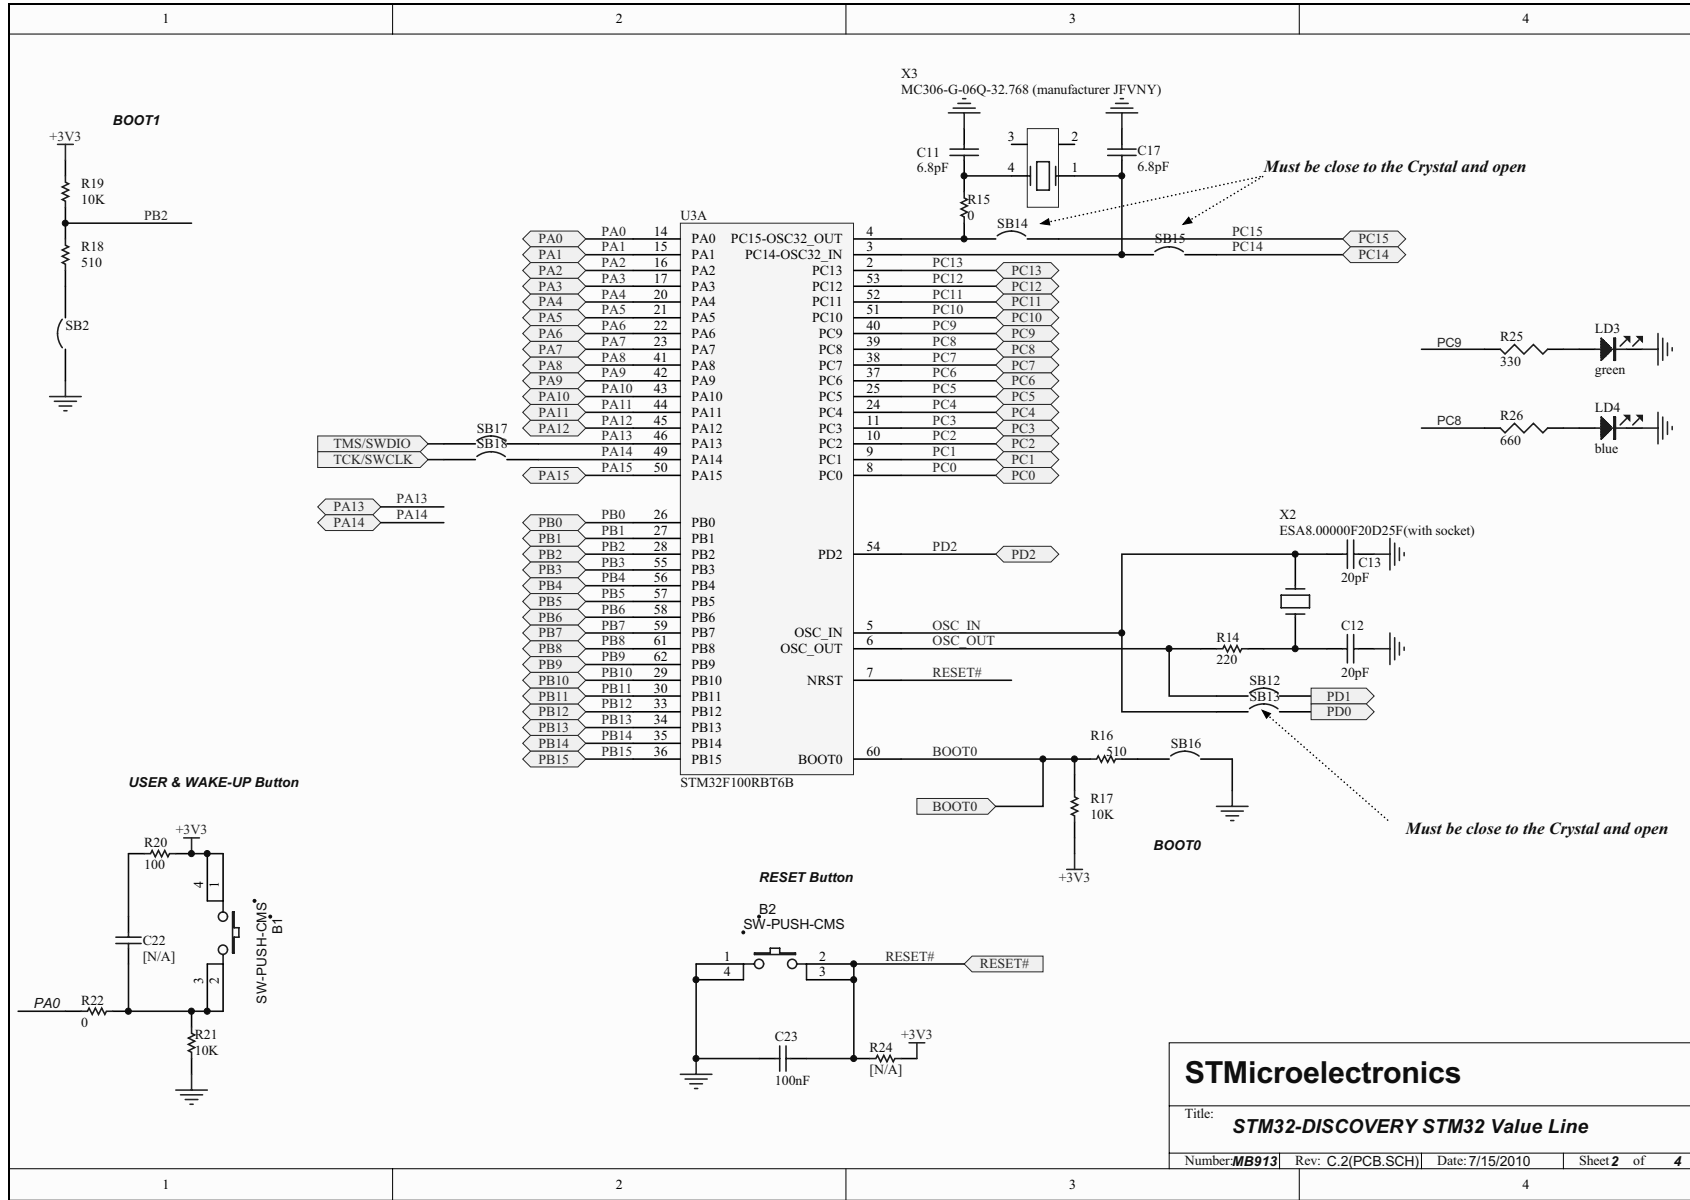 1 2 3 4
BOOT1
+3V3
R19
10K
PB2
R18
510
SB2
X3
MC306-G-06Q-32.768 (manufacturer JFVNY)
C11
6.8pF
3 2
4 1
C17
6.8pF
R15
0
Must be close to the Crystal and open
SB14
SB15
U3A
PA0 PA0 14 PA0 PC15-OSC32_OUT 4 PC15 PC15
PA1 PA1 15 PA1 PC14-OSC32_IN 3 PC14 PC14
PA2 PA2 16 PA2 PC13 2 PC13 PC13
PA3 PA3 17 PA3 PC12 53 PC12 PC12
PA4 PA4 20 PA4 PC11 52 PC11 PC11
PA5 PA5 21 PA5 PC10 51 PC10 PC10
PA6 PA6 22 PA6 PC9 40 PC9 PC9
PA7 PA7 23 PA7 PC8 39 PC8 PC8
PA8 PA8 41 PA8 PC7 38 PC7 PC7
PA9 PA9 42 PA9 PC6 37 PC6 PC6
PA10 PA10 43 PA10 PC5 25 PC5 PC5
PA11 PA11 44 PA11 PC4 24 PC4 PC4
PA12 PA12 45 PA12 PC3 11 PC3 PC3
TMS/SWDIO SB17 PA13 46 PA13 PC2 10 PC2 PC2
TCK/SWCLK SB18 PA14 49 PA14 PC1 9 PC1 PC1
PA15 PA15 50 PA15 PC0 8 PC0 PC0
PA13 PA13
PA14 PA14
PB0 PB0 26 PB0
PB1 PB1 27 PB1
PB2 PB2 28 PB2 PD2 54 PD2 PD2
PB3 PB3 55 PB3
PB4 PB4 56 PB4
PB5 PB5 57 PB5
PB6 PB6 58 PB6
PB7 PB7 59 PB7 OSC_IN 5 OSC_IN
PB8 PB8 61 PB8 OSC_OUT 6 OSC_OUT
PB9 PB9 62 PB9
PB10 PB10 29 PB10 NRST 7 RESET#
PB11 PB11 30 PB11
PB12 PB12 33 PB12
PB13 PB13 34 PB13
PB14 PB14 35 PB14
PB15 PB15 36 PB15 BOOT0 60 BOOT0
STM32F100RBT6B
PC9
R25
330
LD3
green
PC8
R26
660
LD4
blue
X2
ESA8.00000F20D25F(with socket)
C13
20pF
C12
20pF
R14
220
SB12
PD1
SB13
PD0
R16
510
SB16
BOOT0
R17
10K
+3V3
BOOT0
Must be close to the Crystal and open
USER & WAKE-UP Button
+3V3
R20
100
4 1
C22
[N/A]
3 2
SW-PUSH-CMS
B1
PA0
R22
0
R21
10K
RESET Button
B2
SW-PUSH-CMS
1 2
4 3
RESET# RESET#
C23
100nF
R24
[N/A]
+3V3
STMicroelectronics
Title:
STM32-DISCOVERY STM32 Value Line
Number:MB913 Rev: C.2(PCB.SCH) Date:7/15/2010 Sheet 2 of 4
1 2 3 4